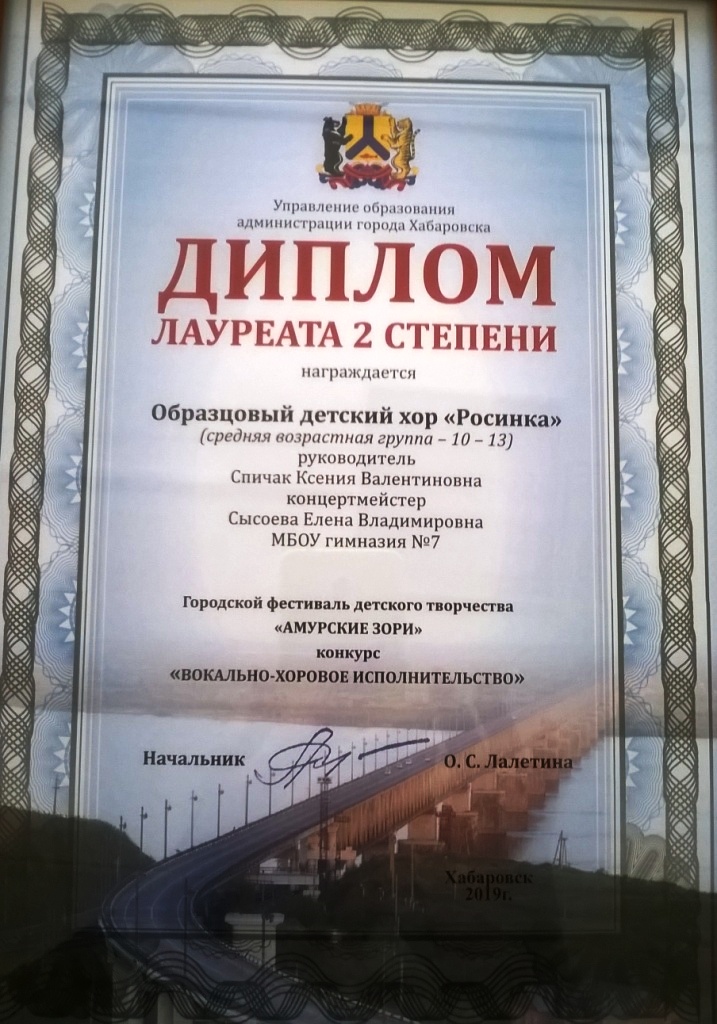 Управление образования
администрации города Хабаровска
ДИПЛОМ
ЛАУРЕАТА 2 СТЕПЕНИ
награждается
Образцовый детский хор «Росинка»
(средняя возрастная группа – 10 – 13)
руководитель
Спичак Ксения Валентиновна
концертмейстер
Сысоева Елена Владимировна
МБОУ гимназия №7
Городской фестиваль детского творчества
«АМУРСКИЕ ЗОРИ»
конкурс
«ВОКАЛЬНО-ХОРОВОЕ ИСПОЛНИТЕЛЬСТВО»
Начальник О. С. Лалетина
Хабаровск
2019г.